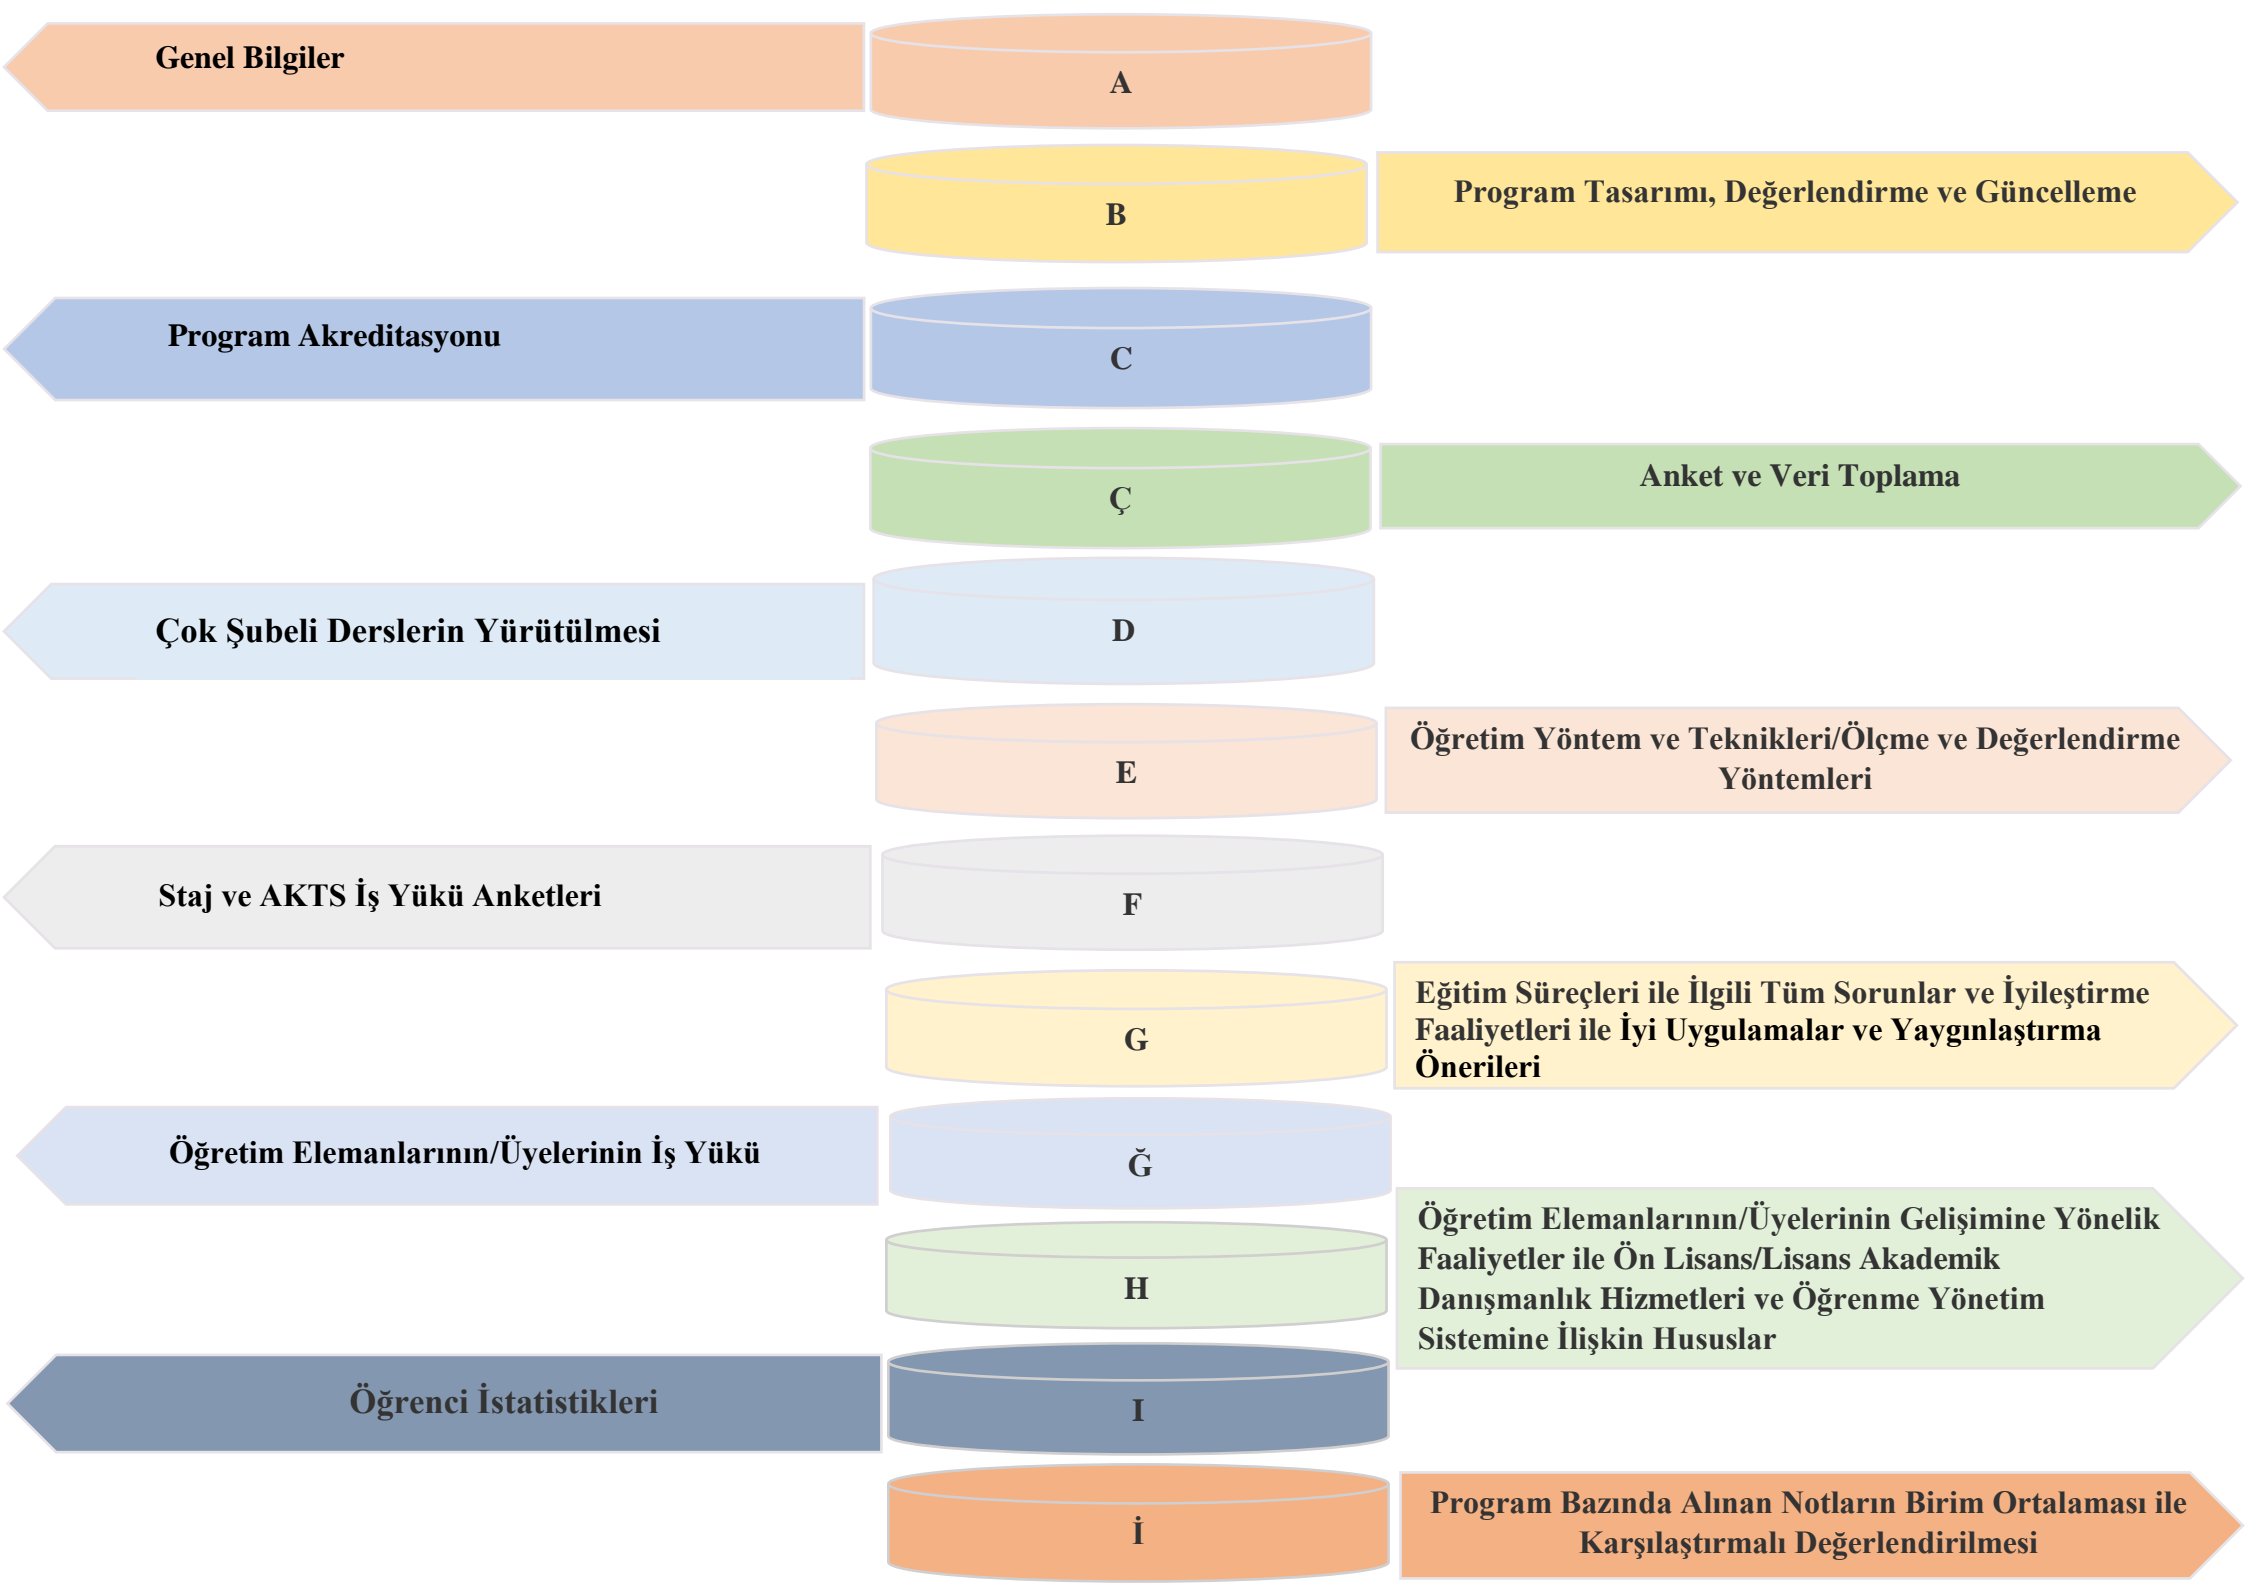 Genel Bilgiler
A
B
Program Tasarımı, Değerlendirme ve Güncelleme
Program Akreditasyonu
C
Ç
Anket ve Veri Toplama
Çok Şubeli Derslerin Yürütülmesi
D
E
Öğretim Yöntem ve Teknikleri/Ölçme ve Değerlendirme
Yöntemleri
Staj ve AKTS İş Yükü Anketleri
F
G
Eğitim Süreçleri ile İlgili Tüm Sorunlar ve İyileştirme
Faaliyetleri ile İyi Uygulamalar ve Yaygınlaştırma
Önerileri
Öğretim Elemanlarının/Üyelerinin İş Yükü
Ğ
H
Öğretim Elemanlarının/Üyelerinin Gelişimine Yönelik
Faaliyetler ile Ön Lisans/Lisans Akademik
Danışmanlık Hizmetleri ve Öğrenme Yönetim
Sistemine İlişkin Hususlar
Öğrenci İstatistikleri
I
İ
Program Bazında Alınan Notların Birim Ortalaması ile
Karşılaştırmalı Değerlendirilmesi